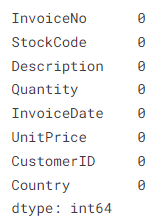 InvoiceNo 0
StockCode 0
Description 0
Quantity 0
InvoiceDate 0
UnitPrice 0
CustomerID 0
Country 0
dtype: int64